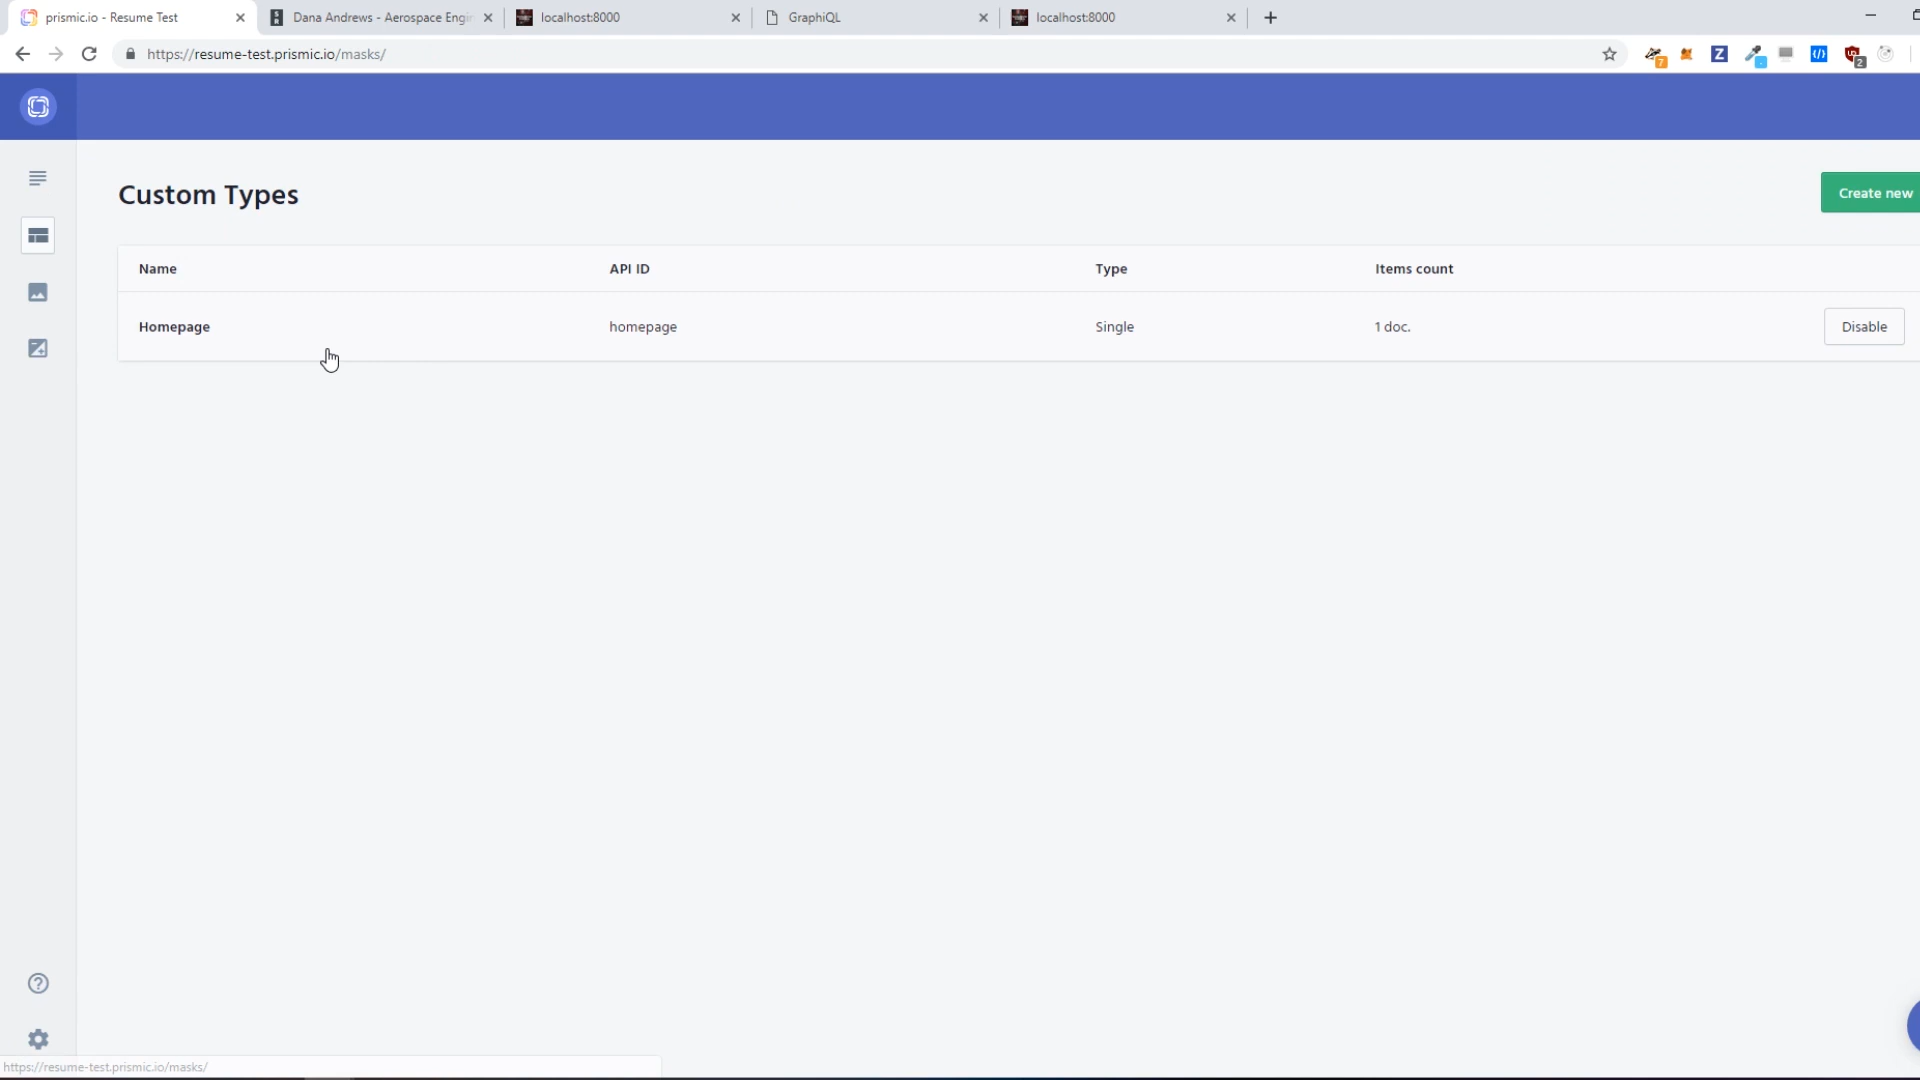 prismic.io - Resume Test
Dana Andrews - Aerospace Engi
localhost:8000
GraphiQL
localhost:8000
https://resume-test.prismic.io/masks/
7
Z
2
Custom Types
Create new
Name API ID Type Items count
Homepage homepage Single 1 doc. Disable
https://resume-test.prismic.io/masks/